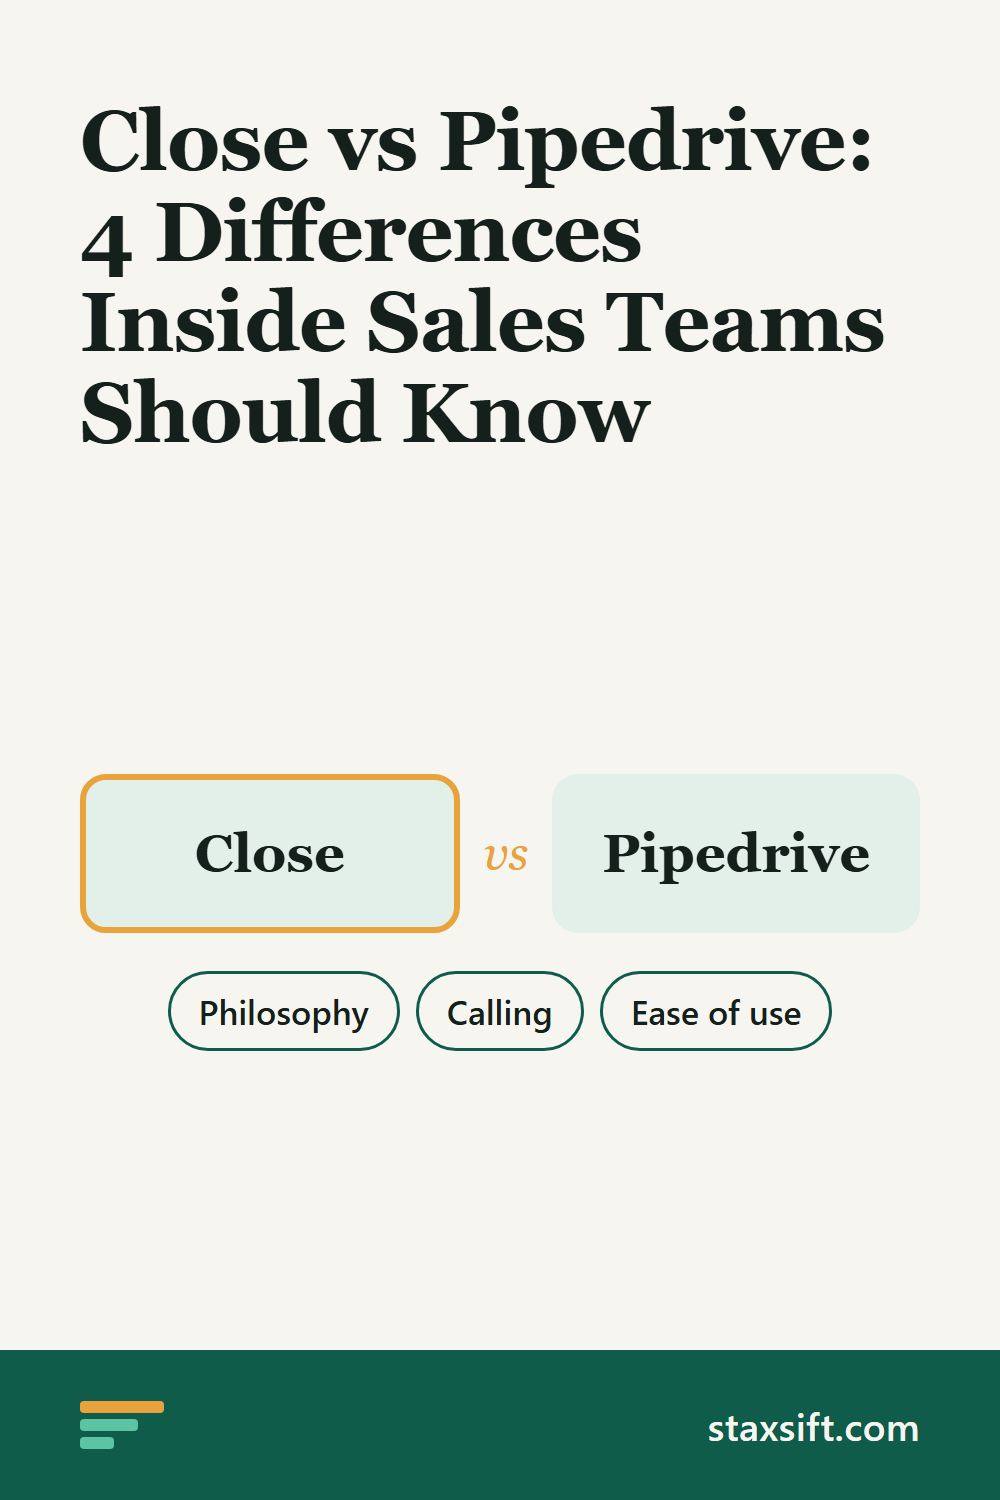 Close vs Pipedrive:
4 Differences
Inside Sales Teams
Should Know
Close vs Pipedrive
Philosophy Calling Ease of use
staxsift.com